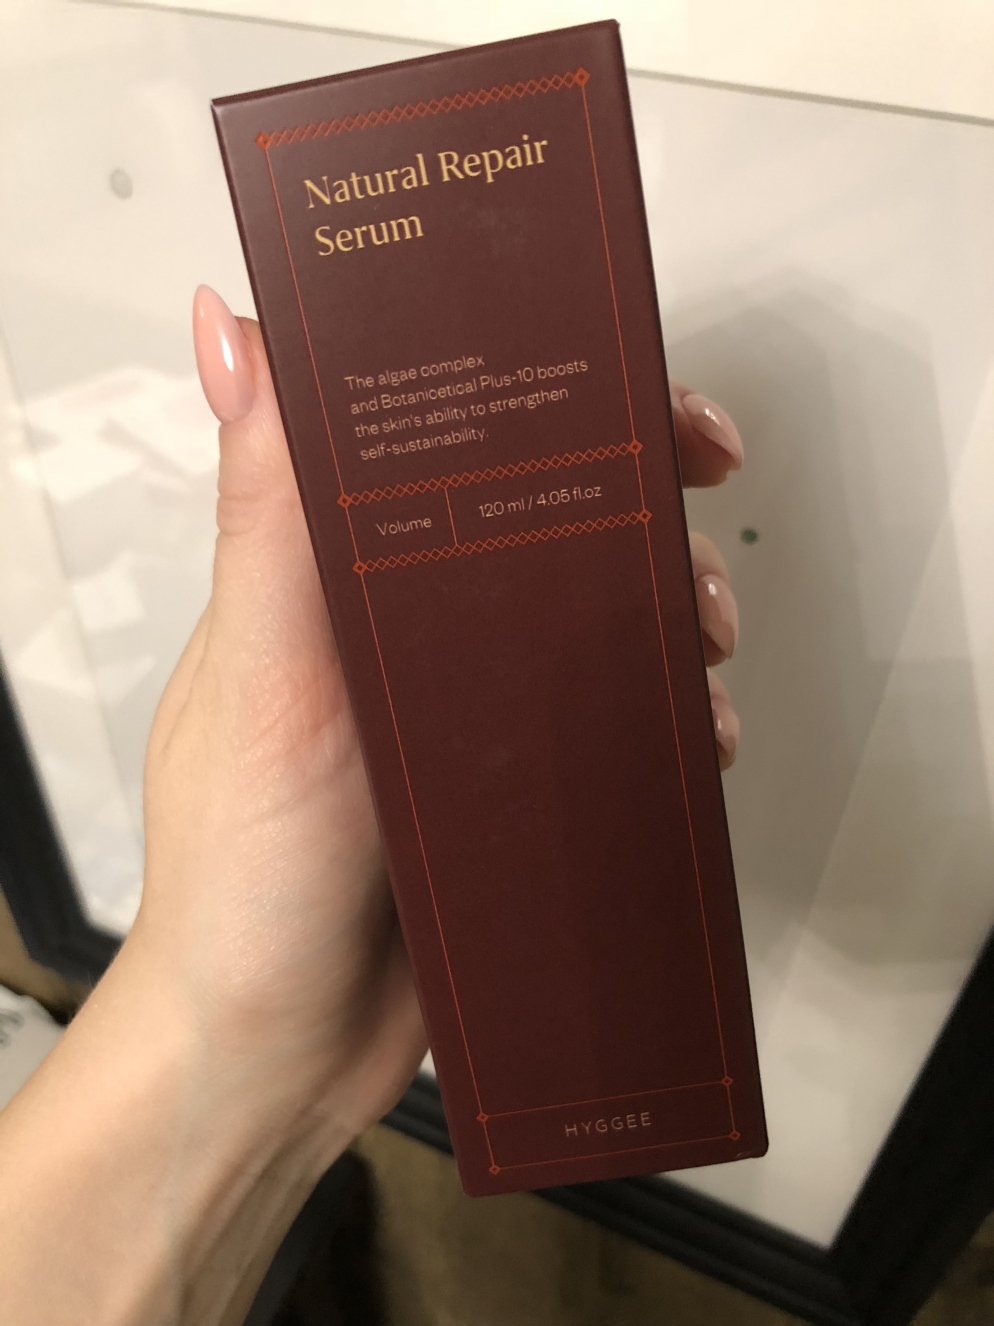 Natural Repair
Serum
The algae complex
and Botanicetical Plus-10 boosts
the skin's ability to strengthen
self-sustainability.
Volume
120 ml / 4.05 fl.oz
HYGGEE